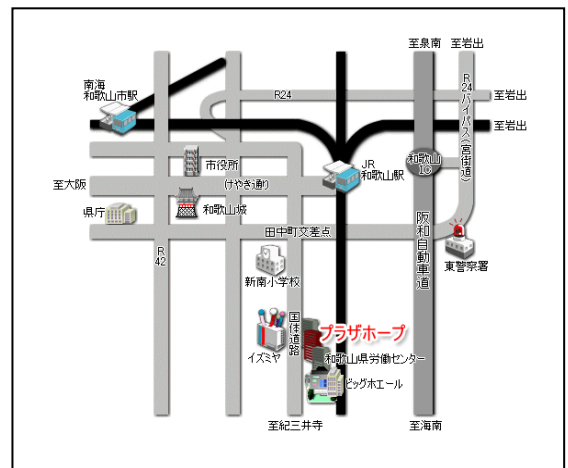 至泉南
至岩出
南海
和歌山市駅
R24
至岩出
R24バイパス(宮街道)
至岩出
市役所
JR
和歌山駅
和歌山
IC
至大阪
(けやき通り)
県庁
和歌山城
田中町交差点
阪和自動車道
東警察署
R
42
新南小学校
国体道路
プラザホープ
イズミヤ
和歌山県労働センター
ビッグホエール
至紀三井寺
至海南